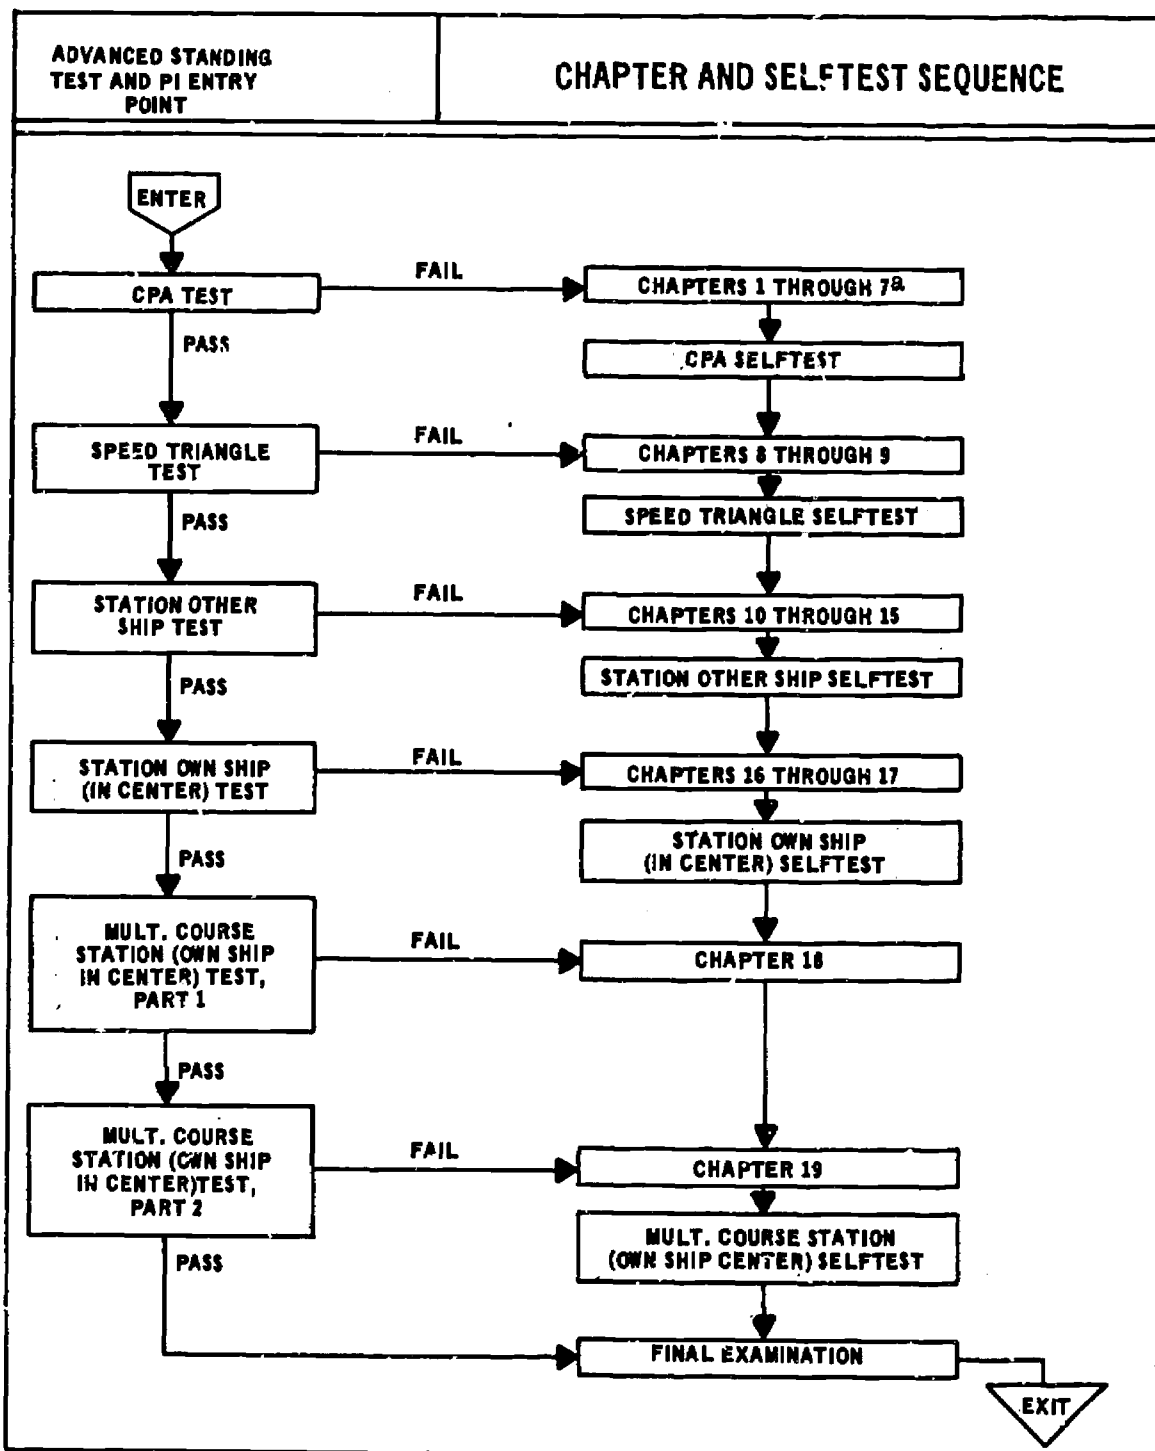 ADVANCED STANDING
TEST AND PI ENTRY
POINT
CHAPTER AND SELFTEST SEQUENCE
ENTER
CPA TEST
FAIL
CHAPTERS 1 THROUGH 7a
PASS
CPA SELFTEST
SPEED TRIANGLE
TEST
FAIL
CHAPTERS 8 THROUGH 9
PASS
SPEED TRIANGLE SELFTEST
STATION OTHER
SHIP TEST
FAIL
CHAPTERS 10 THROUGH 15
PASS
STATION OTHER SHIP SELFTEST
STATION OWN SHIP
(IN CENTER) TEST
FAIL
CHAPTERS 16 THROUGH 17
PASS
STATION OWN SHIP
(IN CENTER) SELFTEST
MULT. COURSE
STATION (OWN SHIP
IN CENTER) TEST,
PART 1
FAIL
CHAPTER 18
PASS
MULT. COURSE
STATION (OWN SHIP
IN CENTER)TEST,
PART 2
FAIL
CHAPTER 19
PASS
MULT. COURSE STATION
(OWN SHIP CENTER) SELFTEST
FINAL EXAMINATION
EXIT